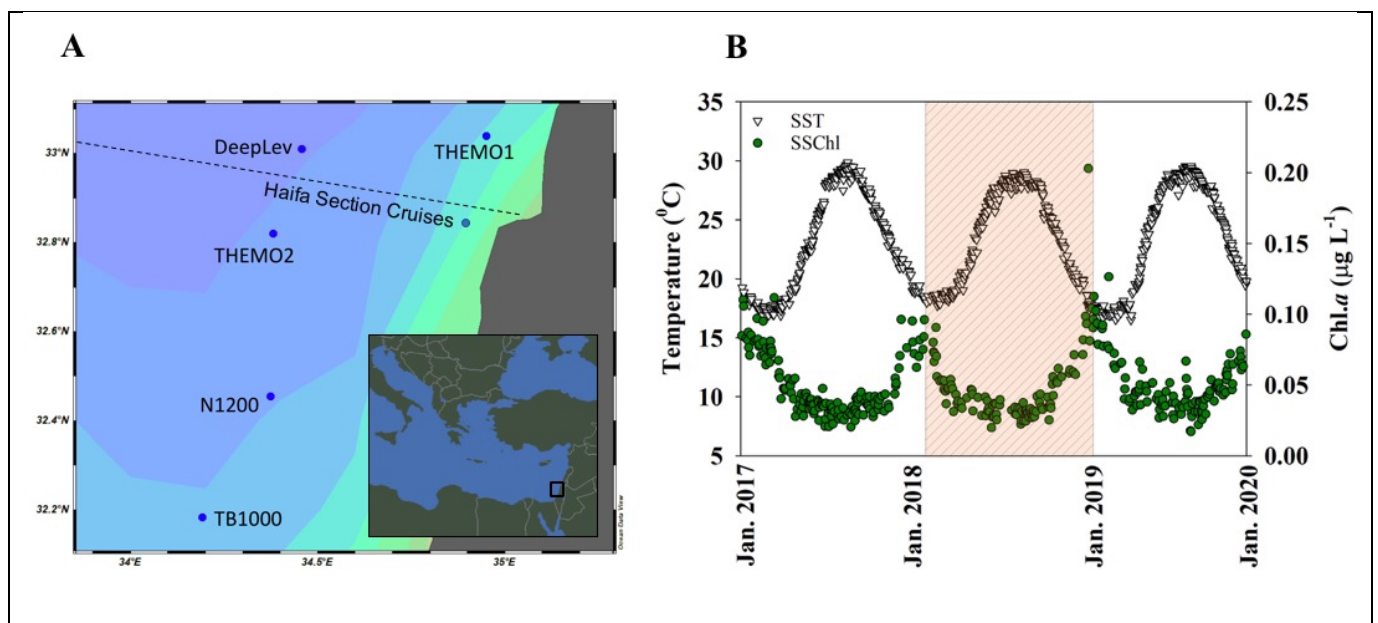 A
B
33°N
32.8°N
32.6°N
32.4°N
32.2°N
34°E
34.5°E
35°E
DeepLev
THEMO1
Haifa Section Cruises
THEMO2
N1200
TB1000
Ocean Data View
35
30
25
20
15
10
5
Temperature (⁰C)
SST
SSChl
0.25
0.20
0.15
0.10
0.05
0.00
Chl.a (µg L⁻¹)
Jan. 2017
Jan. 2018
Jan. 2019
Jan. 2020